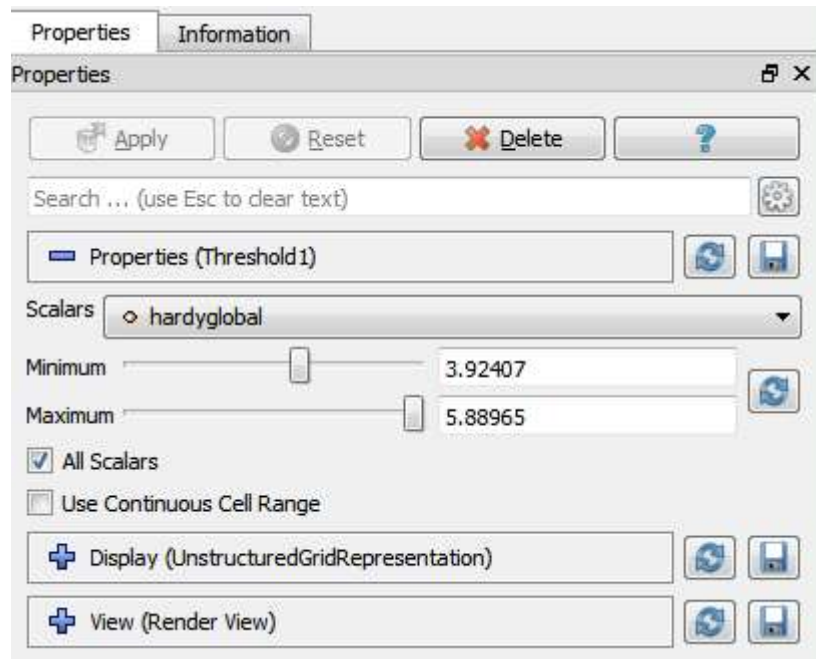 Properties Information
Properties
Apply Reset Delete ?
Search ... (use Esc to clear text)
Properties (Threshold1)
Scalars hardyglobal
Minimum 3.92407
Maximum 5.88965
All Scalars
Use Continuous Cell Range
Display (UnstructuredGridRepresentation)
View (Render View)